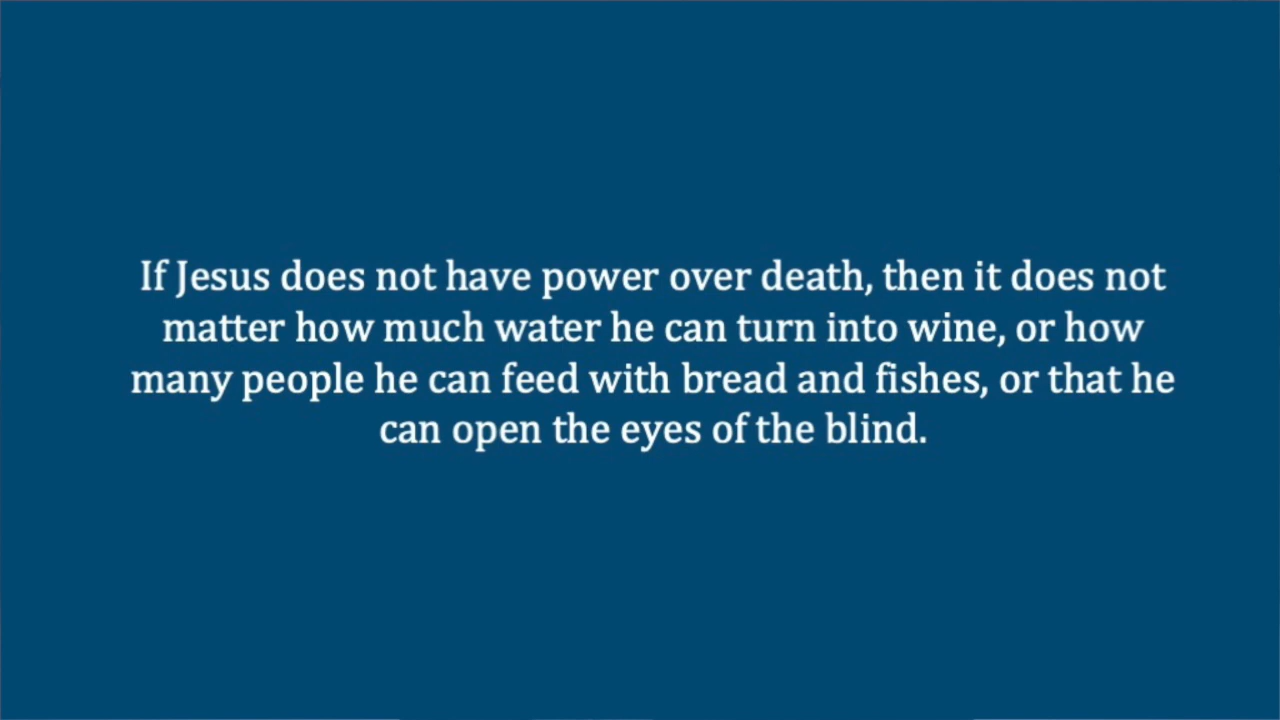 If Jesus does not have power over death, then it does not
matter how much water he can turn into wine, or how
many people he can feed with bread and fishes, or that he
can open the eyes of the blind.